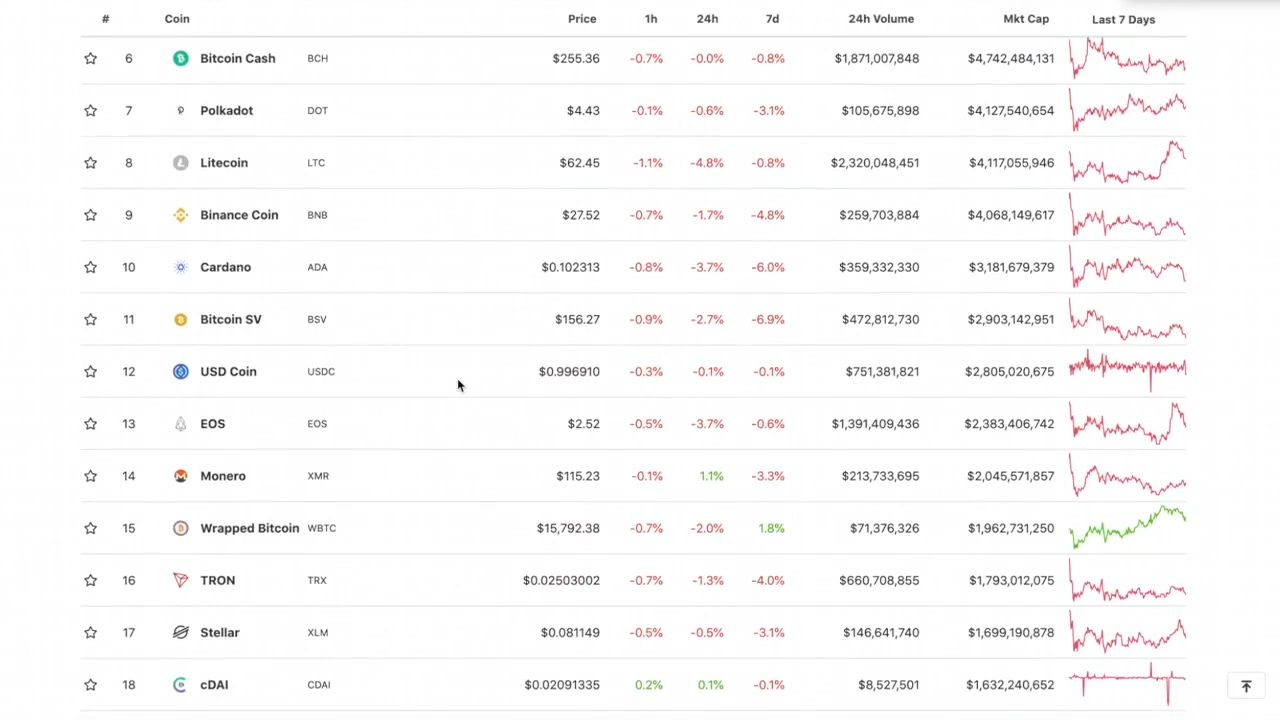 # Coin Price 1h 24h 7d 24h Volume Mkt Cap Last 7 Days
6 Bitcoin Cash BCH $255.36 -0.7% -0.0% -0.8% $1,871,007,848 $4,742,484,131
7 Polkadot DOT $4.43 -0.1% -0.6% -3.1% $105,675,898 $4,127,540,654
8 Litecoin LTC $62.45 -1.1% -4.8% -0.8% $2,320,048,451 $4,117,055,946
9 Binance Coin BNB $27.52 -0.7% -1.7% -4.8% $259,703,884 $4,068,149,617
10 Cardano ADA $0.102313 -0.8% -3.7% -6.0% $359,332,330 $3,181,679,379
11 Bitcoin SV BSV $156.27 -0.9% -2.7% -6.9% $472,812,730 $2,903,142,951
12 USD Coin USDC $0.996910 -0.3% -0.1% -0.1% $751,381,821 $2,805,020,675
13 EOS EOS $2.52 -0.5% -3.7% -0.6% $1,391,409,436 $2,383,406,742
14 Monero XMR $115.23 -0.1% 1.1% -3.3% $213,733,695 $2,045,571,857
15 Wrapped Bitcoin WBTC $15,792.38 -0.7% -2.0% 1.8% $71,376,326 $1,962,731,250
16 TRON TRX $0.02503002 -0.7% -1.3% -4.0% $660,708,855 $1,793,012,075
17 Stellar XLM $0.081149 -0.5% -0.5% -3.1% $146,641,740 $1,699,190,878
18 cDAI CDAI $0.02091335 0.2% 0.1% -0.1% $8,527,501 $1,632,240,652